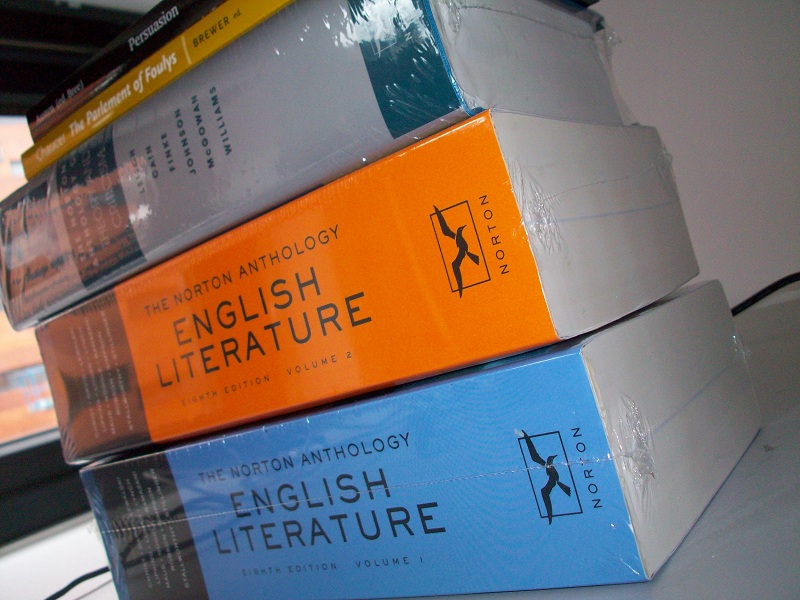 Persuasion
Chaucer The Parlement of Foulys
BREWER ed.
CAIN
FINKE
JOHNSON
McGOWAN
WILLIAMS
THE NORTON ANTHOLOGY
ENGLISH
LITERATURE
EIGHTH EDITION VOLUME 2
NORTON
THE NORTON ANTHOLOGY
ENGLISH
LITERATURE
EIGHTH EDITION VOLUME 1
NORTON